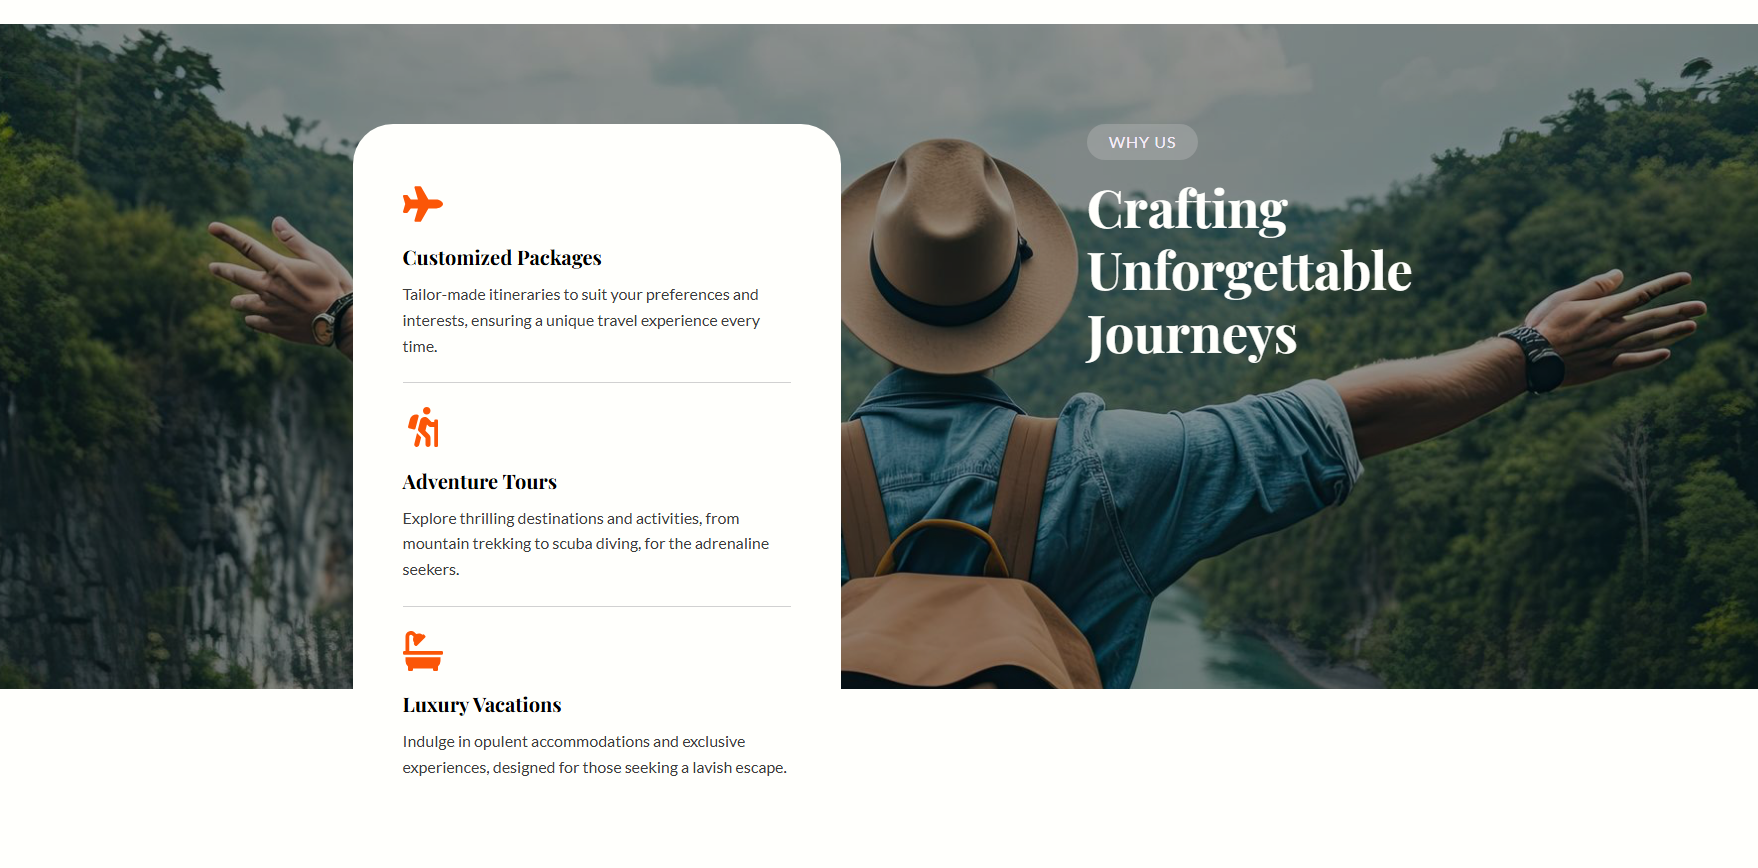 WHY US
Crafting
Unforgettable
Journeys
Customized Packages
Tailor-made itineraries to suit your preferences and
interests, ensuring a unique travel experience every
time.
Adventure Tours
Explore thrilling destinations and activities, from
mountain trekking to scuba diving, for the adrenaline
seekers.
Luxury Vacations
Indulge in opulent accommodations and exclusive
experiences, designed for those seeking a lavish escape.